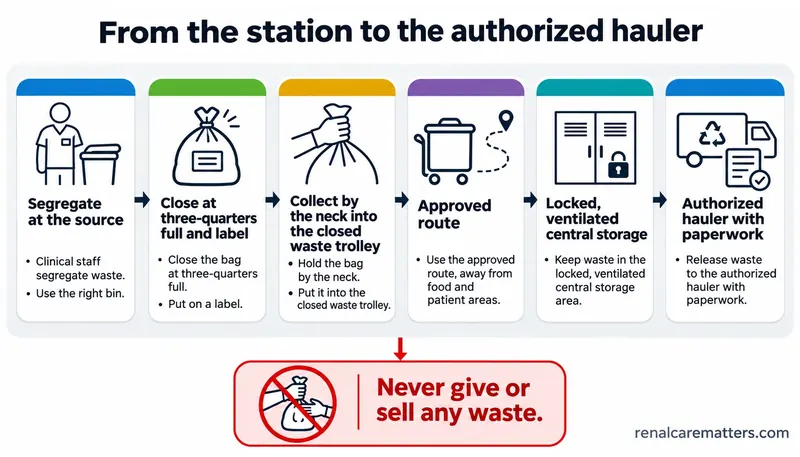 From the station to the authorized hauler
Segregate
at the source
• Clinical staff
segregate waste.
• Use the right bin.
Close at
three-quarters
full and label
• Close the bag
at three-quarters
full.
• Put on a label.
Collect by
the neck into
the closed
waste trolley
• Hold the bag
by the neck.
• Put it into the
closed waste trolley.
Approved
route
• Use the approved
route, away from
food and
patient areas.
Locked,
ventilated
central storage
• Keep waste in the
locked, ventilated
central storage
area.
Authorized
hauler with
paperwork
• Release waste
to the authorized
hauler with
paperwork.
Never give or
sell any waste.
renalcarematters.com